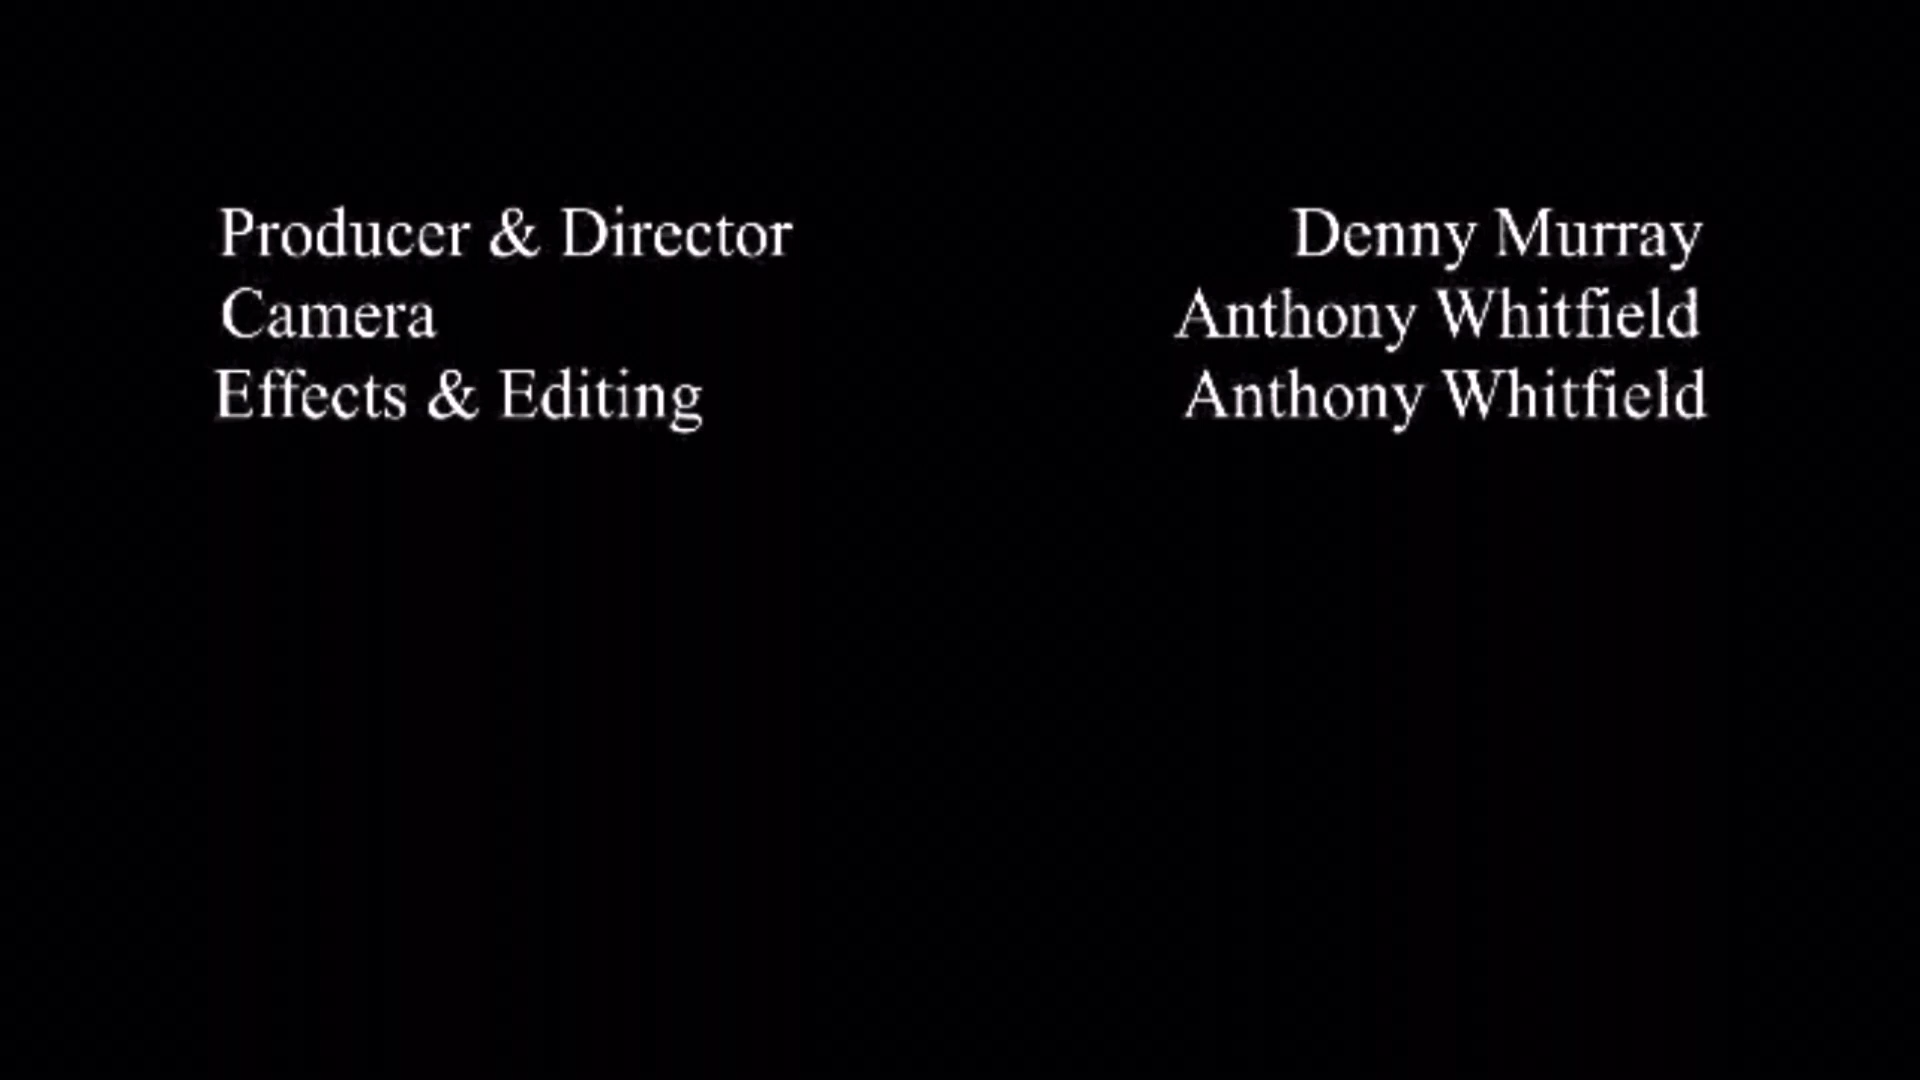 Producer & Director Denny Murray
Camera Anthony Whitfield
Effects & Editing Anthony Whitfield